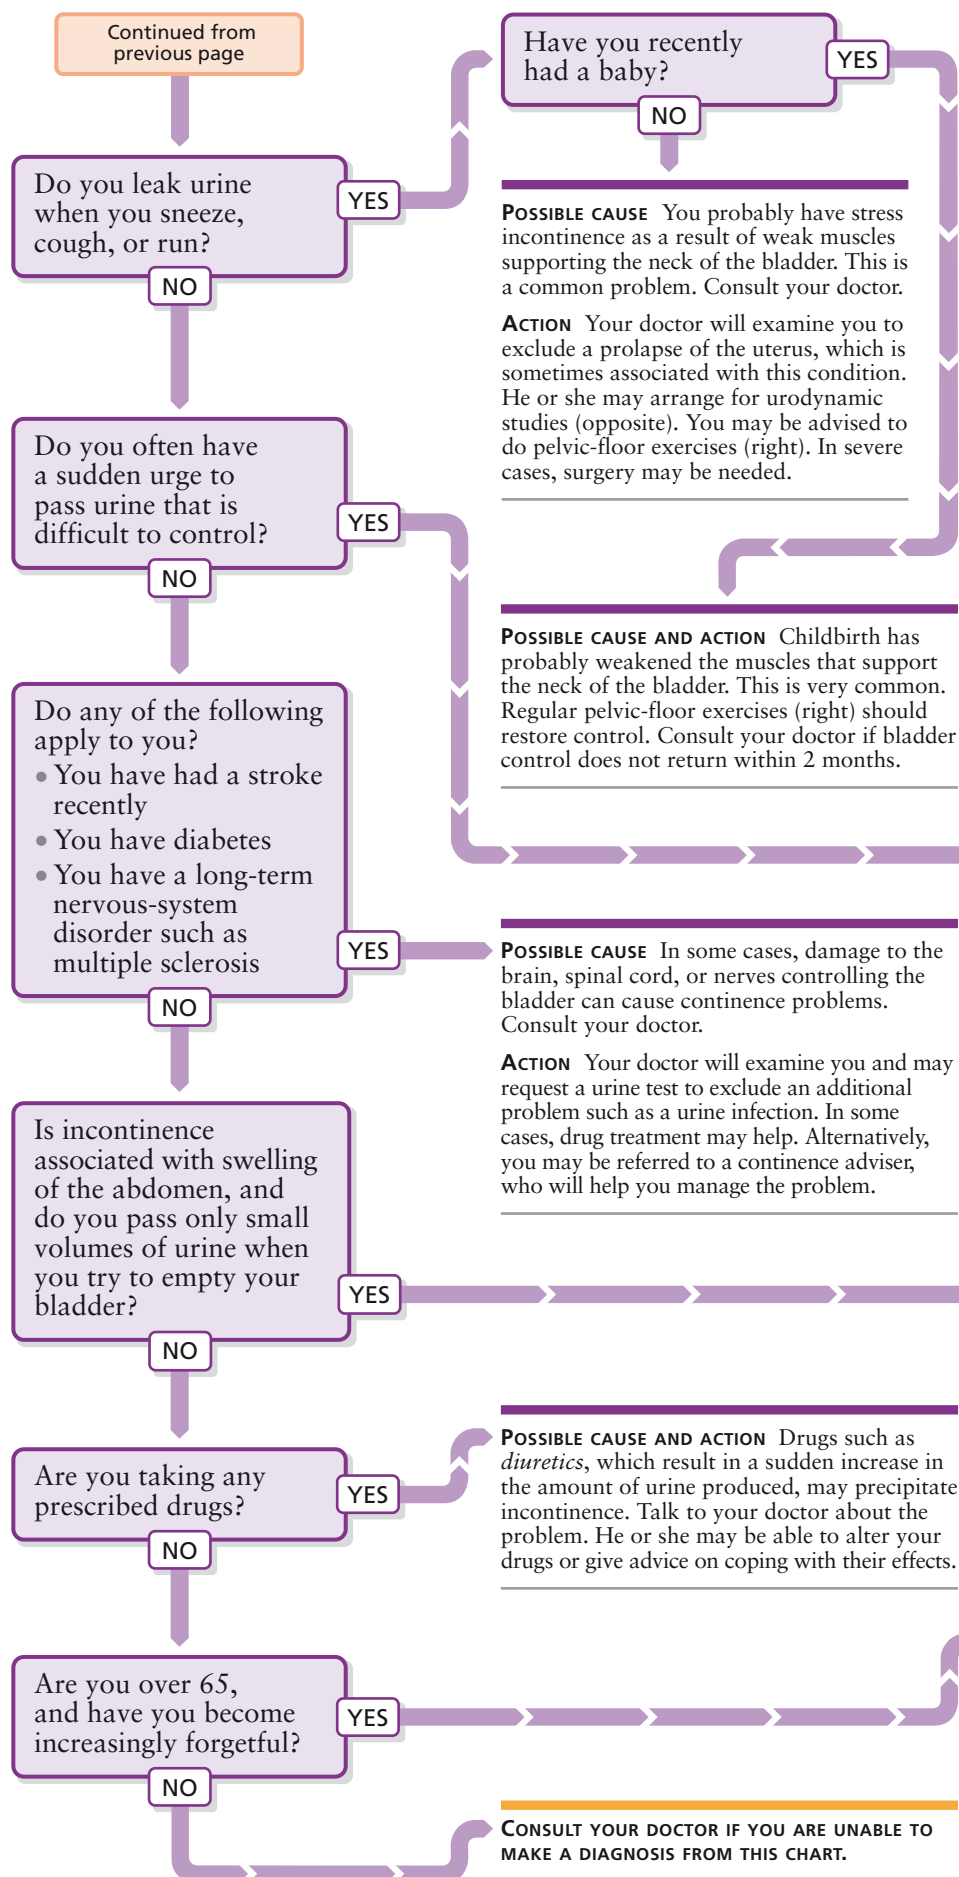 Continued from
previous page
Have you recently
had a baby?
YES
NO
Do you leak urine
when you sneeze,
cough, or run?
YES
NO
POSSIBLE CAUSE You probably have stress
incontinence as a result of weak muscles
supporting the neck of the bladder. This is
a common problem. Consult your doctor.
ACTION Your doctor will examine you to
exclude a prolapse of the uterus, which is
sometimes associated with this condition.
He or she may arrange for urodynamic
studies (opposite). You may be advised to
do pelvic-floor exercises (right). In severe
cases, surgery may be needed.
Do you often have
a sudden urge to
pass urine that is
difficult to control?
YES
NO
POSSIBLE CAUSE AND ACTION Childbirth has
probably weakened the muscles that support
the neck of the bladder. This is very common.
Regular pelvic-floor exercises (right) should
restore control. Consult your doctor if bladder
control does not return within 2 months.
Do any of the following
apply to you?
• You have had a stroke
recently
• You have diabetes
• You have a long-term
nervous-system
disorder such as
multiple sclerosis
YES
NO
POSSIBLE CAUSE In some cases, damage to the
brain, spinal cord, or nerves controlling the
bladder can cause continence problems.
Consult your doctor.
ACTION Your doctor will examine you and may
request a urine test to exclude an additional
problem such as a urine infection. In some
cases, drug treatment may help. Alternatively,
you may be referred to a continence adviser,
who will help you manage the problem.
Is incontinence
associated with swelling
of the abdomen, and
do you pass only small
volumes of urine when
you try to empty your
bladder?
YES
NO
Are you taking any
prescribed drugs?
YES
NO
POSSIBLE CAUSE AND ACTION Drugs such as
diuretics, which result in a sudden increase in
the amount of urine produced, may precipitate
incontinence. Talk to your doctor about the
problem. He or she may be able to alter your
drugs or give advice on coping with their effects.
Are you over 65,
and have you become
increasingly forgetful?
YES
NO
CONSULT YOUR DOCTOR IF YOU ARE UNABLE TO
MAKE A DIAGNOSIS FROM THIS CHART.